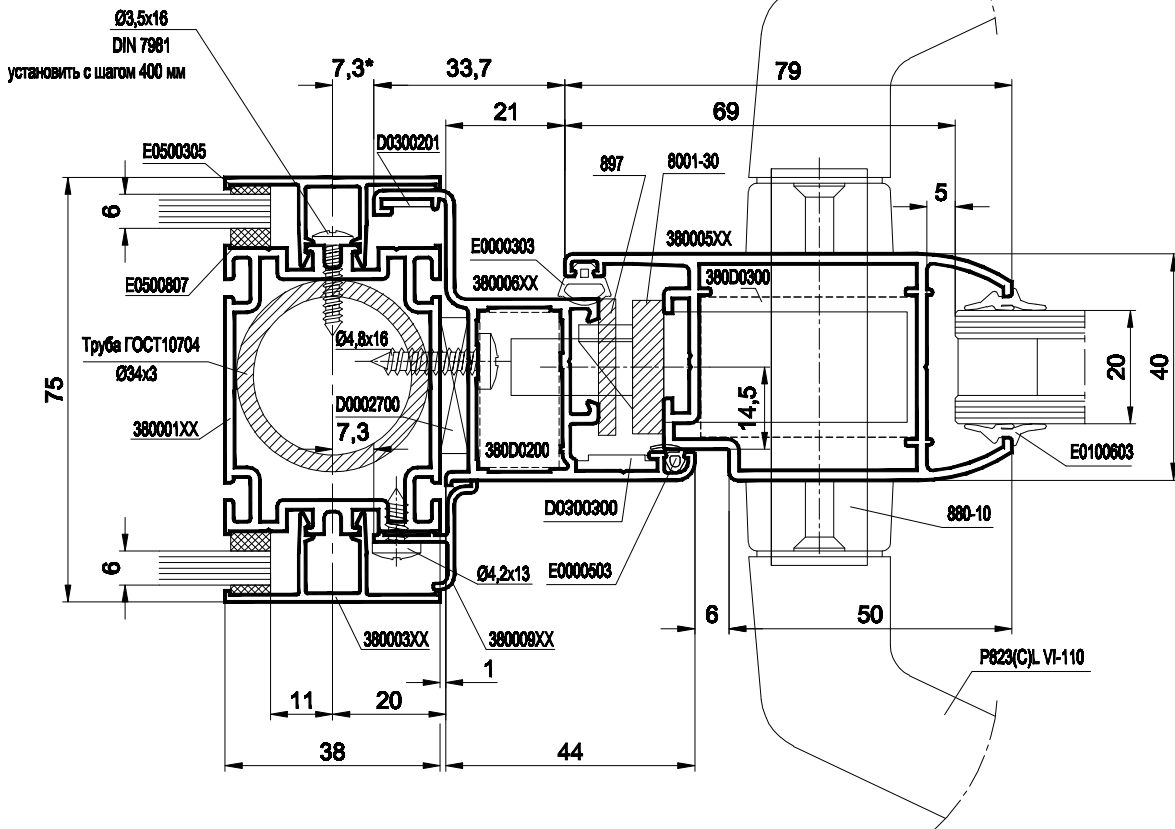 Ø3,5x16
DIN 7981
установить с шагом 400 мм
7,3*
33,7
79
21
69
D0300201
E0500305
897
8001-30
6
5
E0000303
380005XX
E0500807
380006XX
380D0300
Ø4,8x16
Труба ГОСТ10704
Ø34x3
75
20
40
D0002700
14,5
380001XX
7,3
380D0200
E0100603
D0300300
880-10
6
Ø4,2x13
E0000503
6
50
380003XX
380009XX
P823(C)L VI-110
1
11
20
38
44